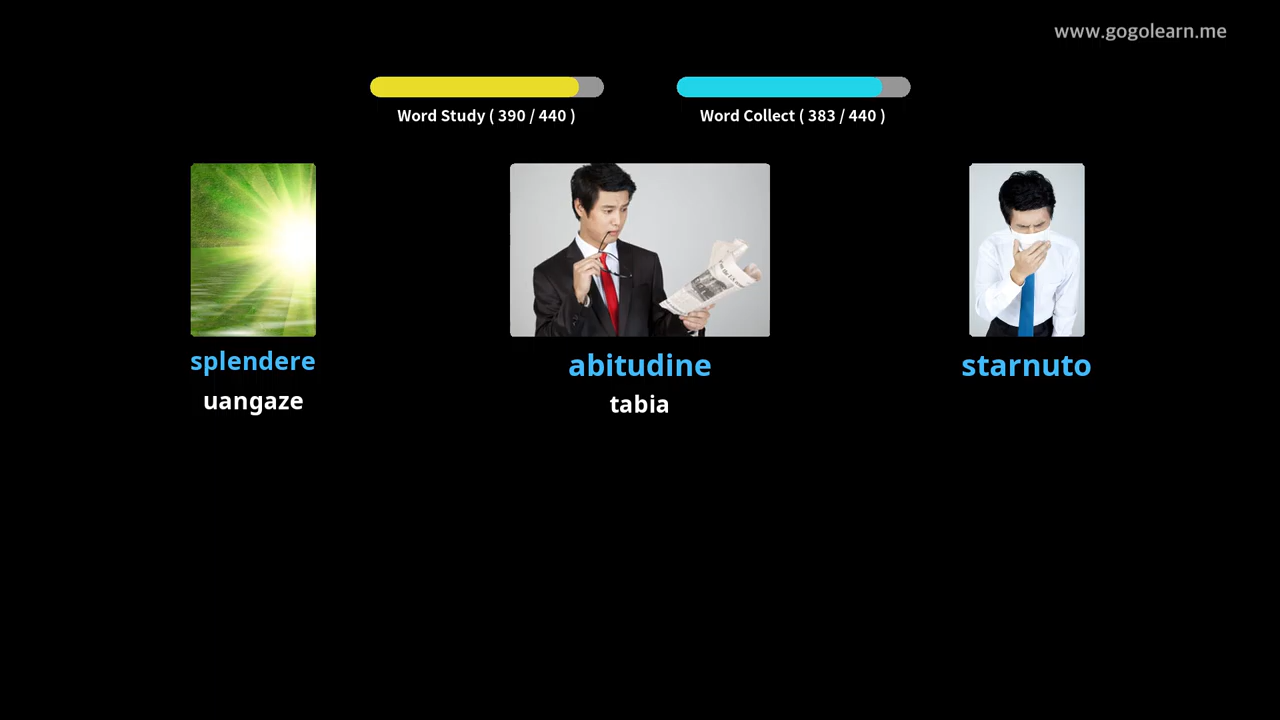 www.gogolearn.me
Word Study ( 390 / 440 )
Word Collect ( 383 / 440 )
splendere
uangaze
abitudine
tabia
starnuto